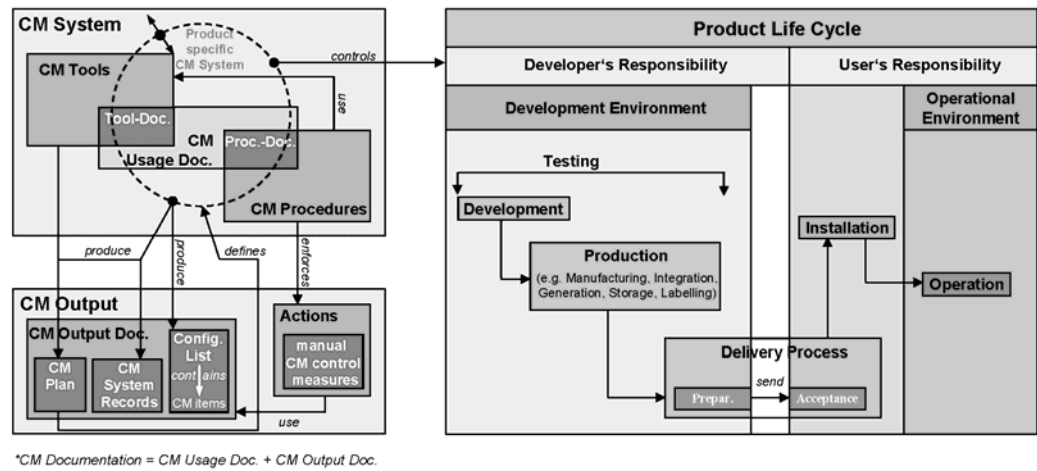 CM System
Product
specific
CM System
CM Tools
controls
use
Tool-Doc.
CM
Usage Doc.
Proc.-Doc.
CM Procedures
produce
produce
defines
enforces
CM Output
CM Output Doc.
CM
Plan
CM
System
Records
Config.
List
contains
CM items
Actions
manual
CM control
measures
use
*CM Documentation = CM Usage Doc. + CM Output Doc.
Product Life Cycle
Developer's Responsibility
User's Responsibility
Development Environment
Operational
Environment
Testing
Development
Production
(e.g. Manufacturing, Integration,
Generation, Storage, Labelling)
Installation
Operation
Delivery Process
Prepar.
send
Acceptance